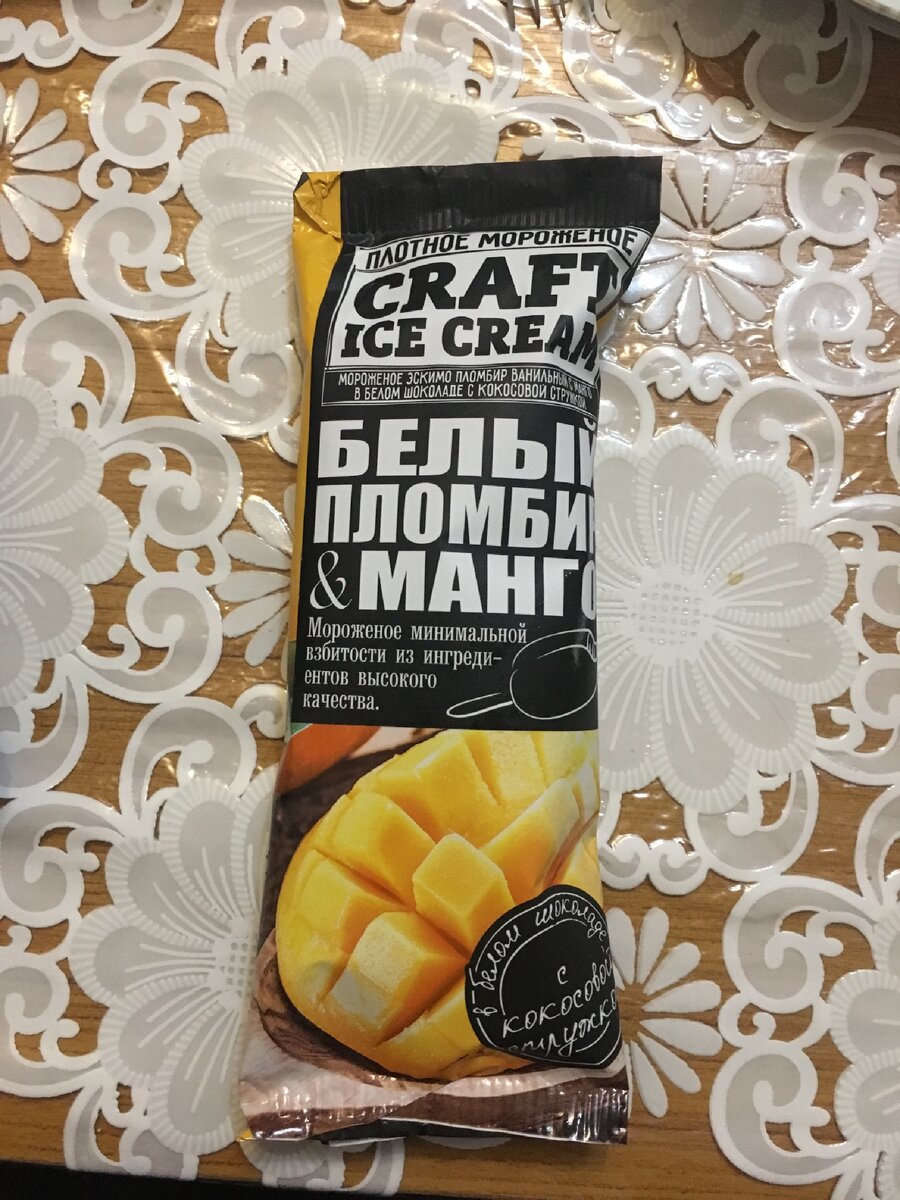 ПЛОТНОЕ МОРОЖЕНОЕ
CRAFT
ICE CREAM
МОРОЖЕНОЕ ЭСКИМО ПЛОМБИР ВАНИЛЬНЫЙ С МАНГО
В БЕЛОМ ШОКОЛАДЕ С КОКОСОВОЙ СТРУЖКОЙ
БЕЛЫЙ
ПЛОМБИР
& МАНГО
Мороженое минимальной
взбитости из ингреди-
ентов высокого
качества.
в белом шоколаде
с
кокосовой
стружкой